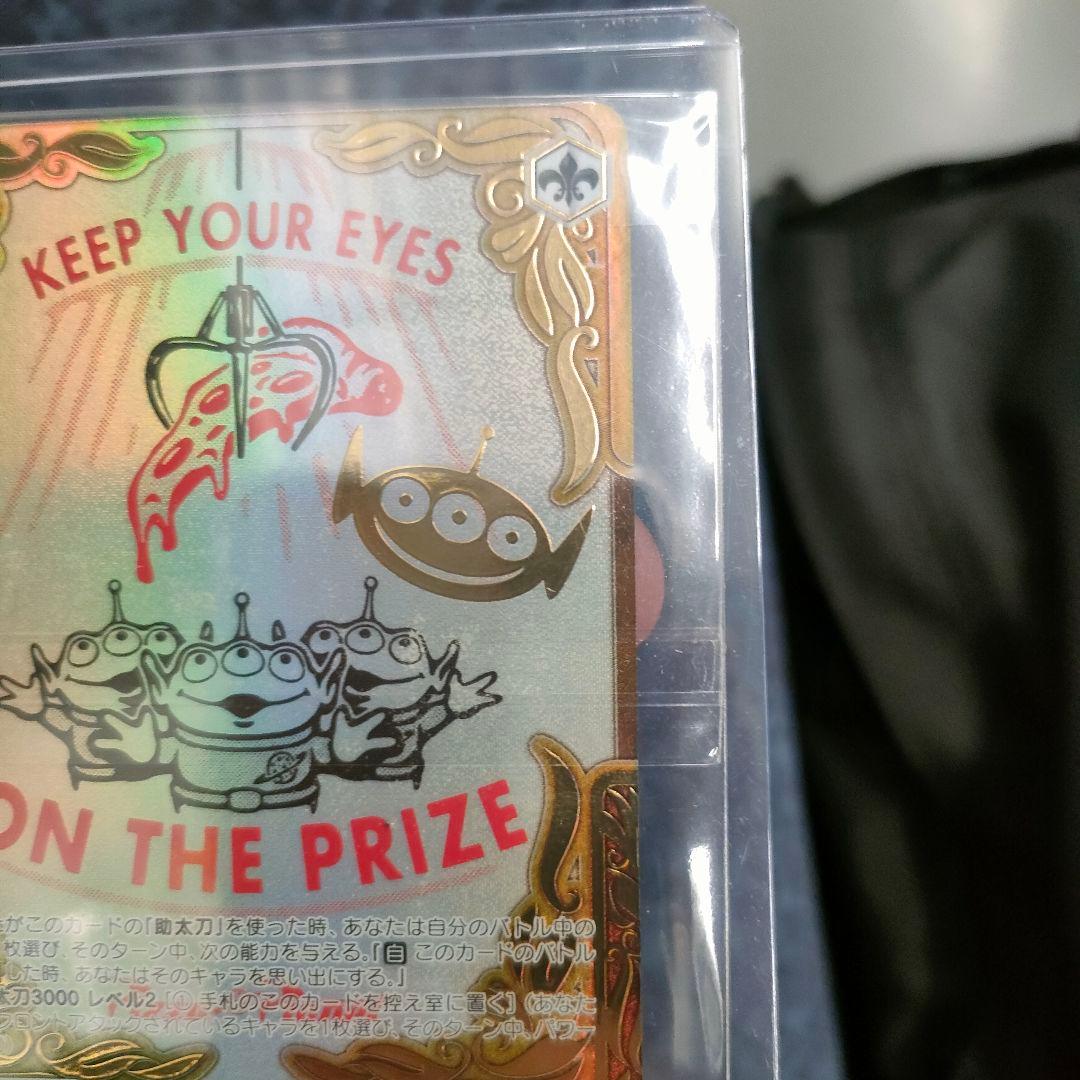 KEEP YOUR EYES
ON THE PRIZE
がこのカードの「助太刀」を使った時、あなたは自分のバトル中の
枚選び、そのターン中、次の能力を与える。「自 このカードのバトル
した時、あなたはそのキャラを思い出にする。」
太刀3000 レベル2 [① 手札のこのカードを控え室に置く] (あなた
フロントアタックされているキャラを1枚選び、そのターン中、パワー